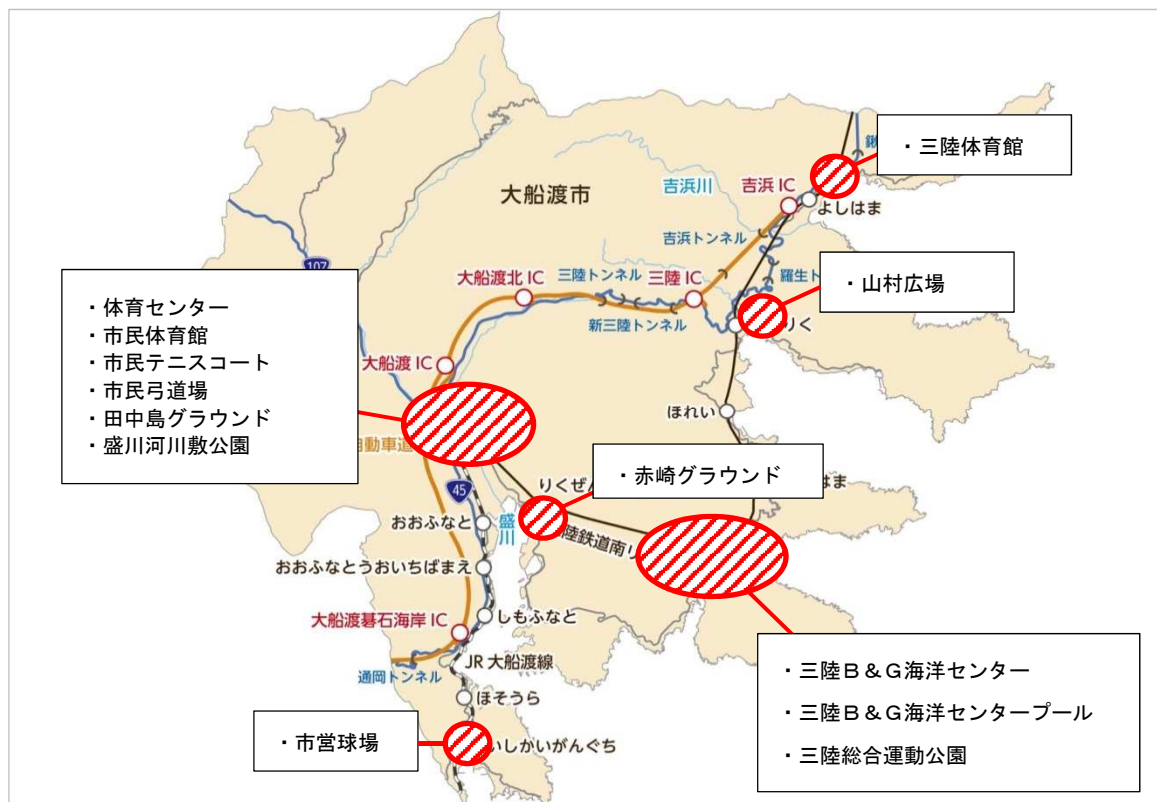 ・三陸体育館
鍬
吉浜川
吉浜 IC
よしはま
大船渡市
吉浜トンネル
107
大船渡北 IC
三陸トンネル
三陸 IC
羅生ト
・山村広場
新三陸トンネル
りく
・体育センター
・市民体育館
・市民テニスコート
・市民弓道場
・田中島グラウンド
・盛川河川敷公園
大船渡 IC
ほれい
自動車道
りくぜん
・赤崎グラウンド
はま
45
盛川
おおふなと
陸鉄道南リ
おおふなとうおいちばまえ
しもふなと
大船渡碁石海岸 IC
JR 大船渡線
通岡トンネル
ほそうら
・三陸B＆G海洋センター
・三陸B＆G海洋センタープール
・三陸総合運動公園
・市営球場
いしかいがんぐち